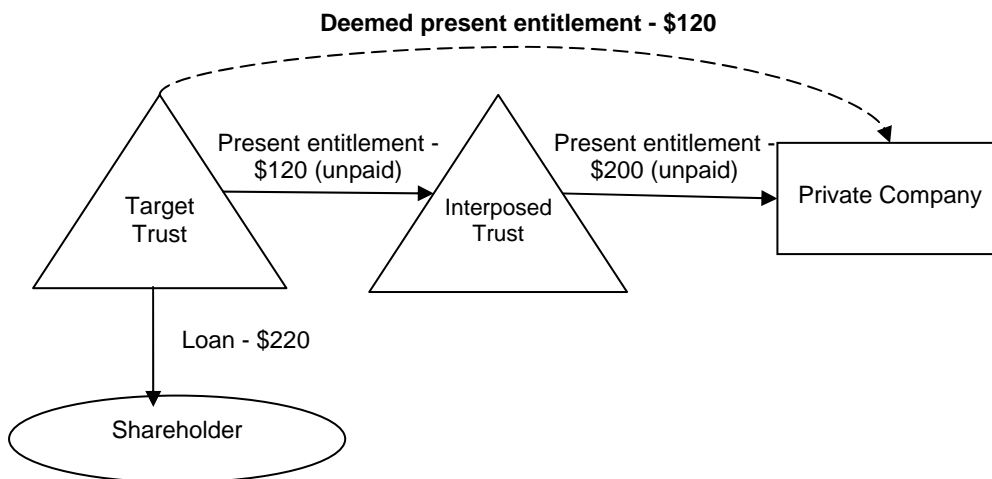 Deemed present entitlement - $120
Present entitlement -
$120 (unpaid)
Present entitlement -
$200 (unpaid)
Target
Trust
Interposed
Trust
Private Company
Loan - $220
Shareholder